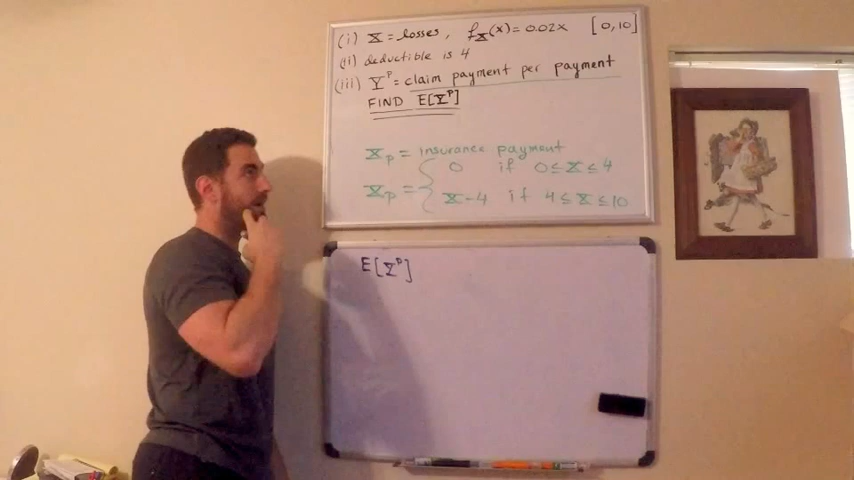 (i) X = losses, f_X(x) = 0.02x [0,10]
(ii) deductible is 4
(iii) Y^P = claim payment per payment
FIND E[Y^P]
X_p = insurance payment
X_p = { 0 if 0 ≤ X ≤ 4
X-4 if 4 ≤ X ≤ 10
E[Y^P]